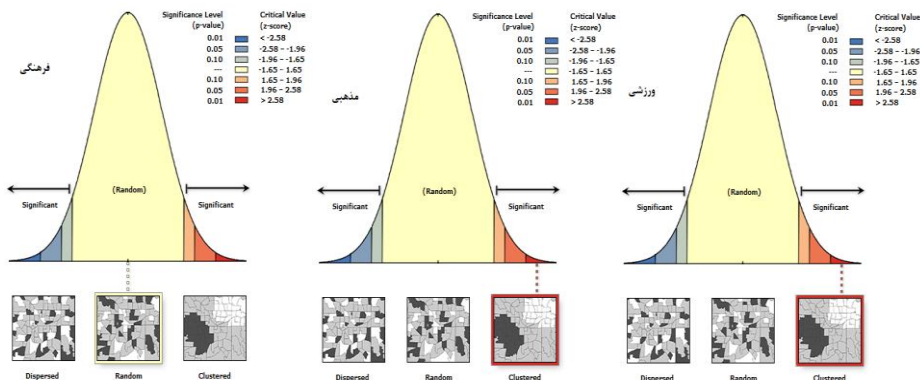 فرهنگی
Significance Level
(p-value)
Critical Value
(z-score)
0.01 < -2.58
0.05 -2.58 – -1.96
0.10 -1.96 – -1.65
--- -1.65 – 1.65
0.10 1.65 – 1.96
0.05 1.96 – 2.58
0.01 > 2.58
(Random)
Significant
Significant
Dispersed
Random
Clustered
مذهبی
Significance Level
(p-value)
Critical Value
(z-score)
0.01 < -2.58
0.05 -2.58 – -1.96
0.10 -1.96 – -1.65
--- -1.65 – 1.65
0.10 1.65 – 1.96
0.05 1.96 – 2.58
0.01 > 2.58
(Random)
Significant
Significant
Dispersed
Random
Clustered
ورزشی
Significance Level
(p-value)
Critical Value
(z-score)
0.01 < -2.58
0.05 -2.58 – -1.96
0.10 -1.96 – -1.65
--- -1.65 – 1.65
0.10 1.65 – 1.96
0.05 1.96 – 2.58
0.01 > 2.58
(Random)
Significant
Significant
Dispersed
Random
Clustered